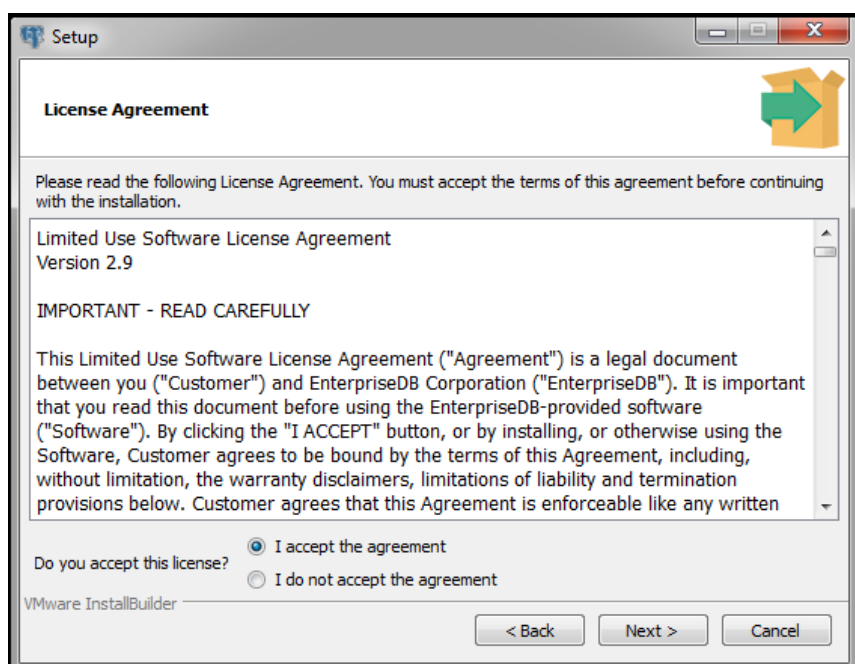 Setup
License Agreement
Please read the following License Agreement. You must accept the terms of this agreement before continuing
with the installation.
Limited Use Software License Agreement
Version 2.9
IMPORTANT - READ CAREFULLY
This Limited Use Software License Agreement ("Agreement") is a legal document
between you ("Customer") and EnterpriseDB Corporation ("EnterpriseDB"). It is important
that you read this document before using the EnterpriseDB-provided software
("Software"). By clicking the "I ACCEPT" button, or by installing, or otherwise using the
Software, Customer agrees to be bound by the terms of this Agreement, including,
without limitation, the warranty disclaimers, limitations of liability and termination
provisions below. Customer agrees that this Agreement is enforceable like any written
Do you accept this license?
I accept the agreement
I do not accept the agreement
VMware InstallBuilder
< Back
Next >
Cancel